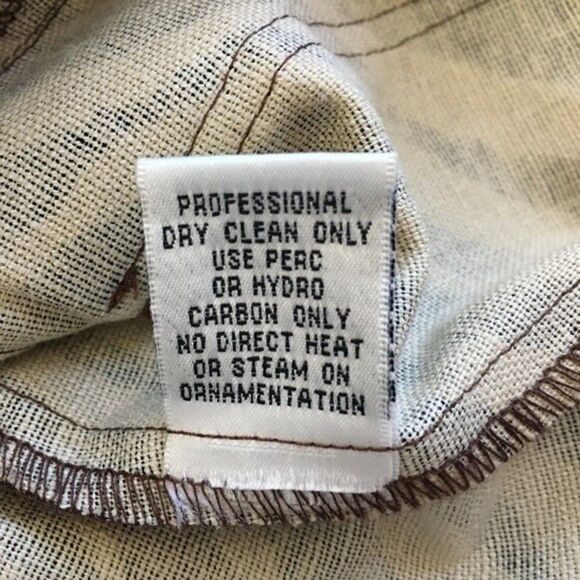 PROFESSIONAL
DRY CLEAN ONLY
USE PERC
OR HYDRO
CARBON ONLY
NO DIRECT HEAT
OR STEAM ON
ORNAMENTATION